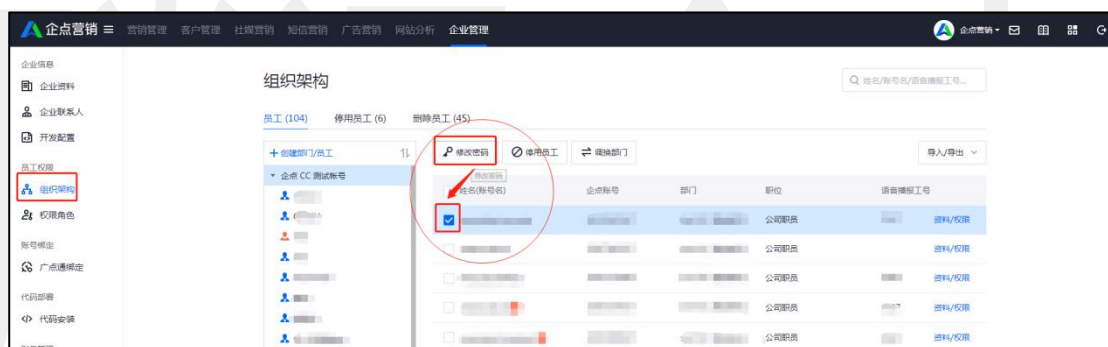 企点营销 营销管理 客户管理 社媒营销 短信营销 广告营销 网站分析 企业管理 企点营销
企业信息
企业资料
企业联系人
开发配置
员工权限
组织架构
权限角色
账号绑定
广点通绑定
代码部署
代码安装
组织架构
姓名/账号名/语音播报工号...
员工 (104) 停用员工 (6) 删除员工 (45)
+ 创建部门/员工
修改密码 停用员工 调换部门 导入/导出
企点 CC 测试帐号
修改密码
姓名(账号名) 企点账号 部门 职位 语音播报工号
公司职员 资料/权限
公司职员 资料/权限
公司职员 资料/权限
公司职员 资料/权限
公司职员 资料/权限